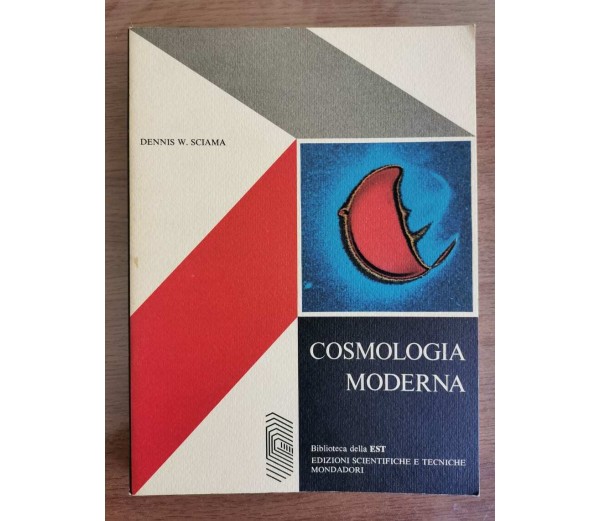 DENNIS W. SCIAMA
COSMOLOGIA
MODERNA
Biblioteca della EST
EDIZIONI SCIENTIFICHE E TECNICHE
MONDADORI